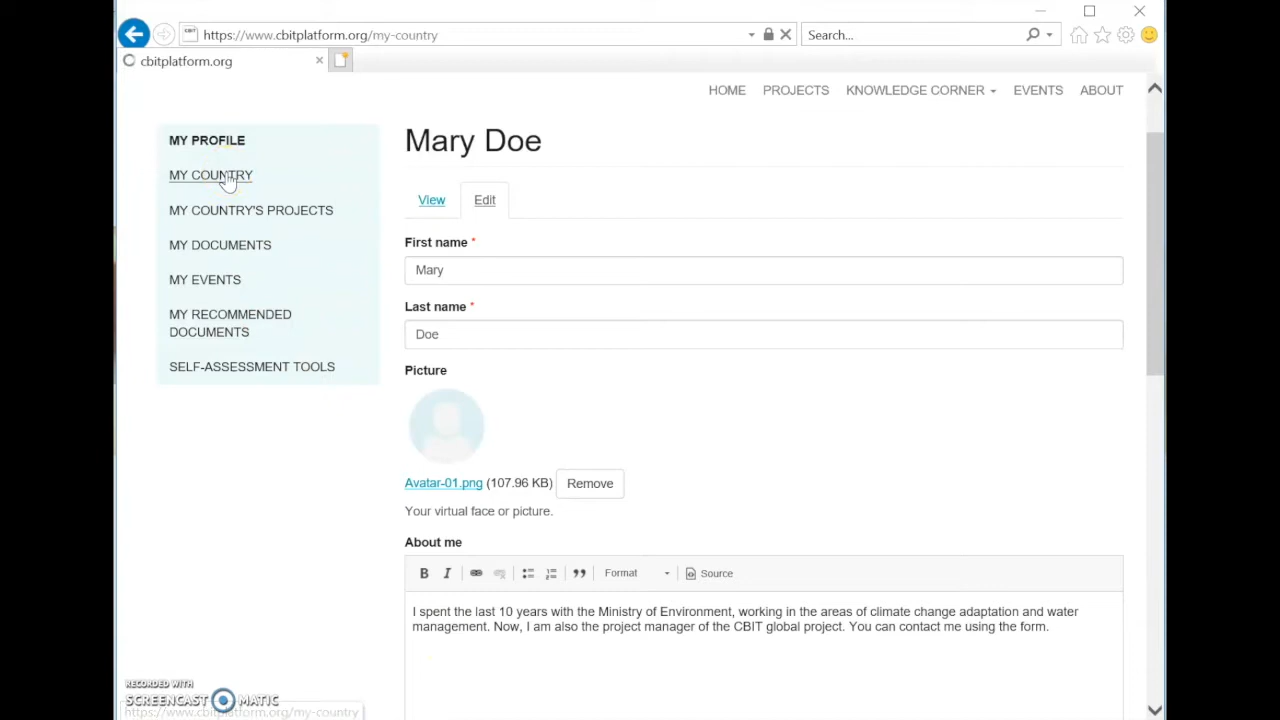 https://www.cbitplatform.org/my-country
Search...
cbitplatform.org
HOME PROJECTS KNOWLEDGE CORNER EVENTS ABOUT
MY PROFILE
MY COUNTRY
MY COUNTRY'S PROJECTS
MY DOCUMENTS
MY EVENTS
MY RECOMMENDED
DOCUMENTS
SELF-ASSESSMENT TOOLS
Mary Doe
View Edit
First name *
Mary
Last name *
Doe
Picture
Avatar-01.png (107.96 KB) Remove
Your virtual face or picture.
About me
B I Format Source
I spent the last 10 years with the Ministry of Environment, working in the areas of climate change adaptation and water
management. Now, I am also the project manager of the CBIT global project. You can contact me using the form.
RECORDED WITH
SCREENCAST MATIC
https://www.cbitplatform.org/my-country